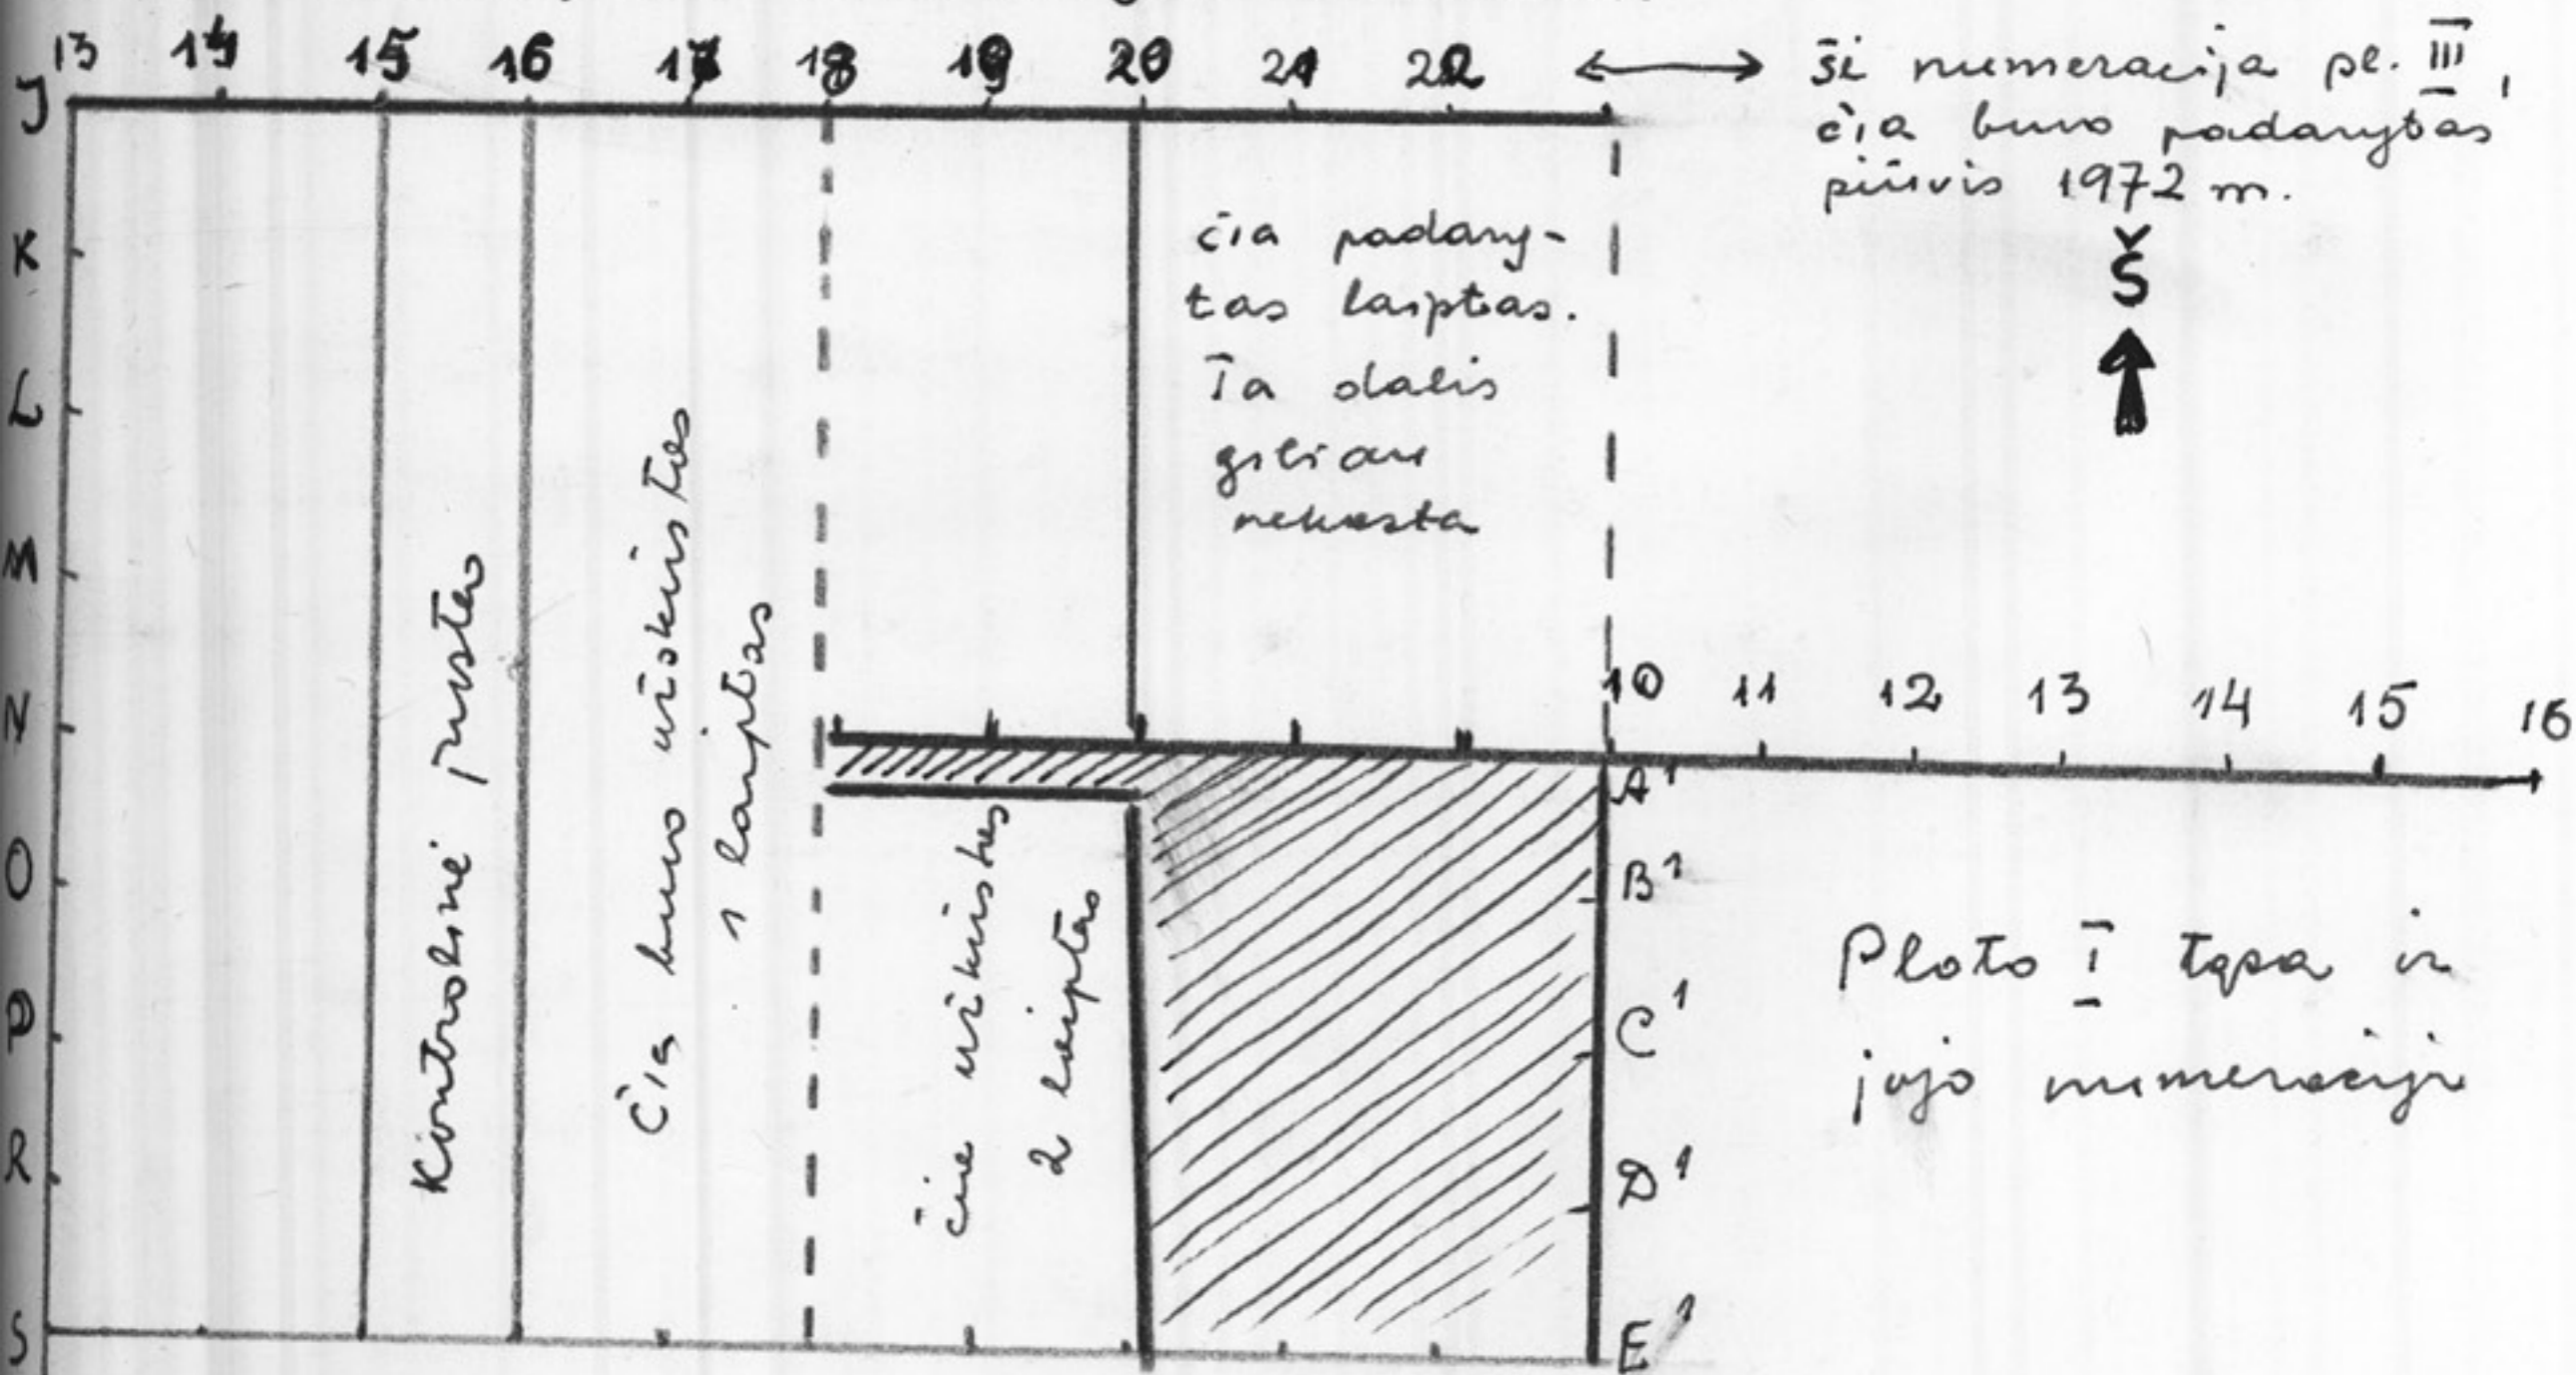 13 14 15 16 17 18 19 20 21 22
ši numeracija pl. III,
čia buvo padarytas
pjūvis 1972 m.
Š
J
K
L
M
N
O
P
R
S
čia padary-
tas laiptas.
Ta dalis
giliau
nekasta
Kontrolinė juosta
Čia buvo užkistas
1 laiptas
čia užkistas
2 laiptas
10 11 12 13 14 15 16
A¹
B¹
C¹
D¹
E¹
Ploto I tąsa ir
jojo numeracija